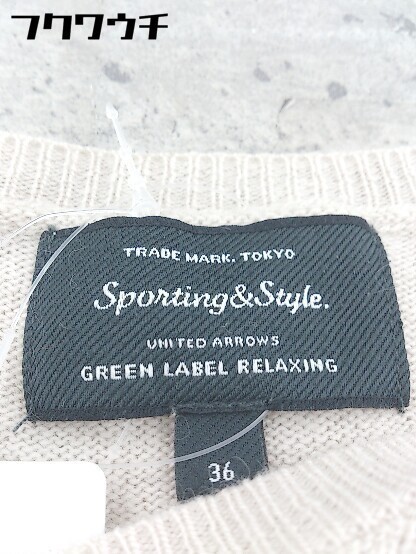 フクワウチ
TRADE MARK. TOKYO
Sporting&Style.
UNITED ARROWS
GREEN LABEL RELAXING
36